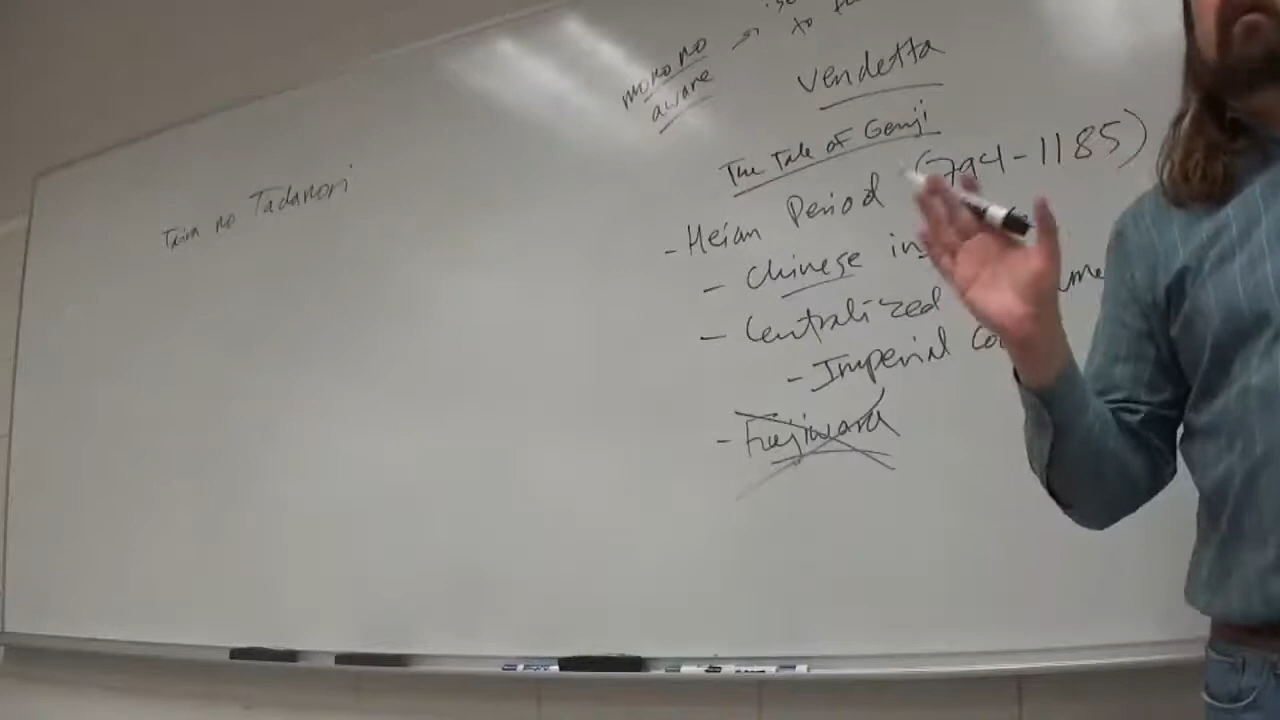 mono no
aware
to
Vendetta
The Tale of Genji
- Heian Period (794-1185)
- Chinese in
- Centralized
- Imperial Co
- Fujiwara
Taira no Tadanori